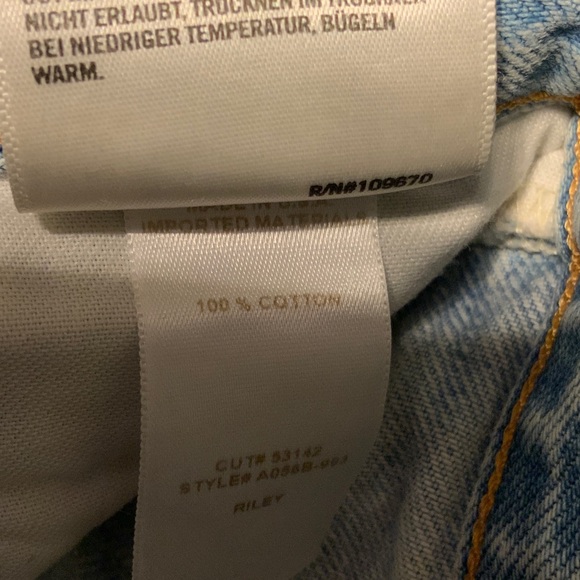 NICHT ERLAUBT, TROCKNEN IM TROCKNER
BEI NIEDRIGER TEMPERATUR, BÜGELN
WARM.
R/N#109670
MADE IN U.S.A.
IMPORTED MATERIALS
100 % COTTON
CUT# 53142
STYLE#
RILEY